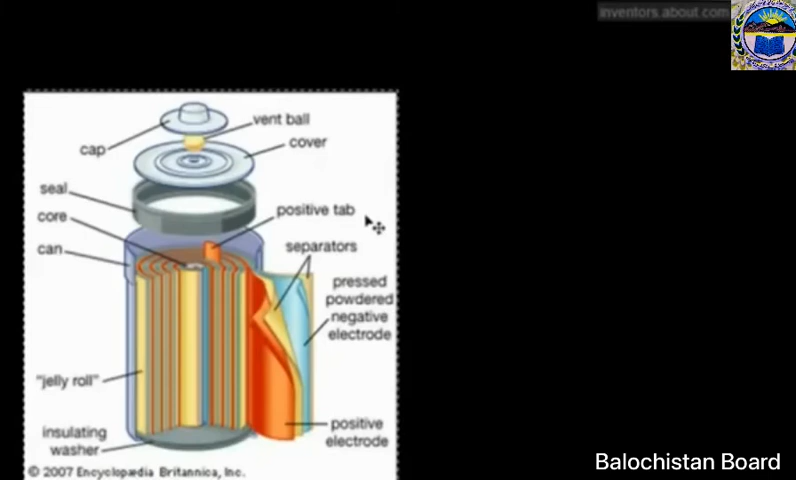 inventors.about.com
vent ball
cap
cover
seal
core
positive tab
can
separators
pressed
powdered
negative
electrode
"jelly roll"
insulating
washer
positive
electrode
© 2007 Encyclopædia Britannica, Inc.
Balochistan Board